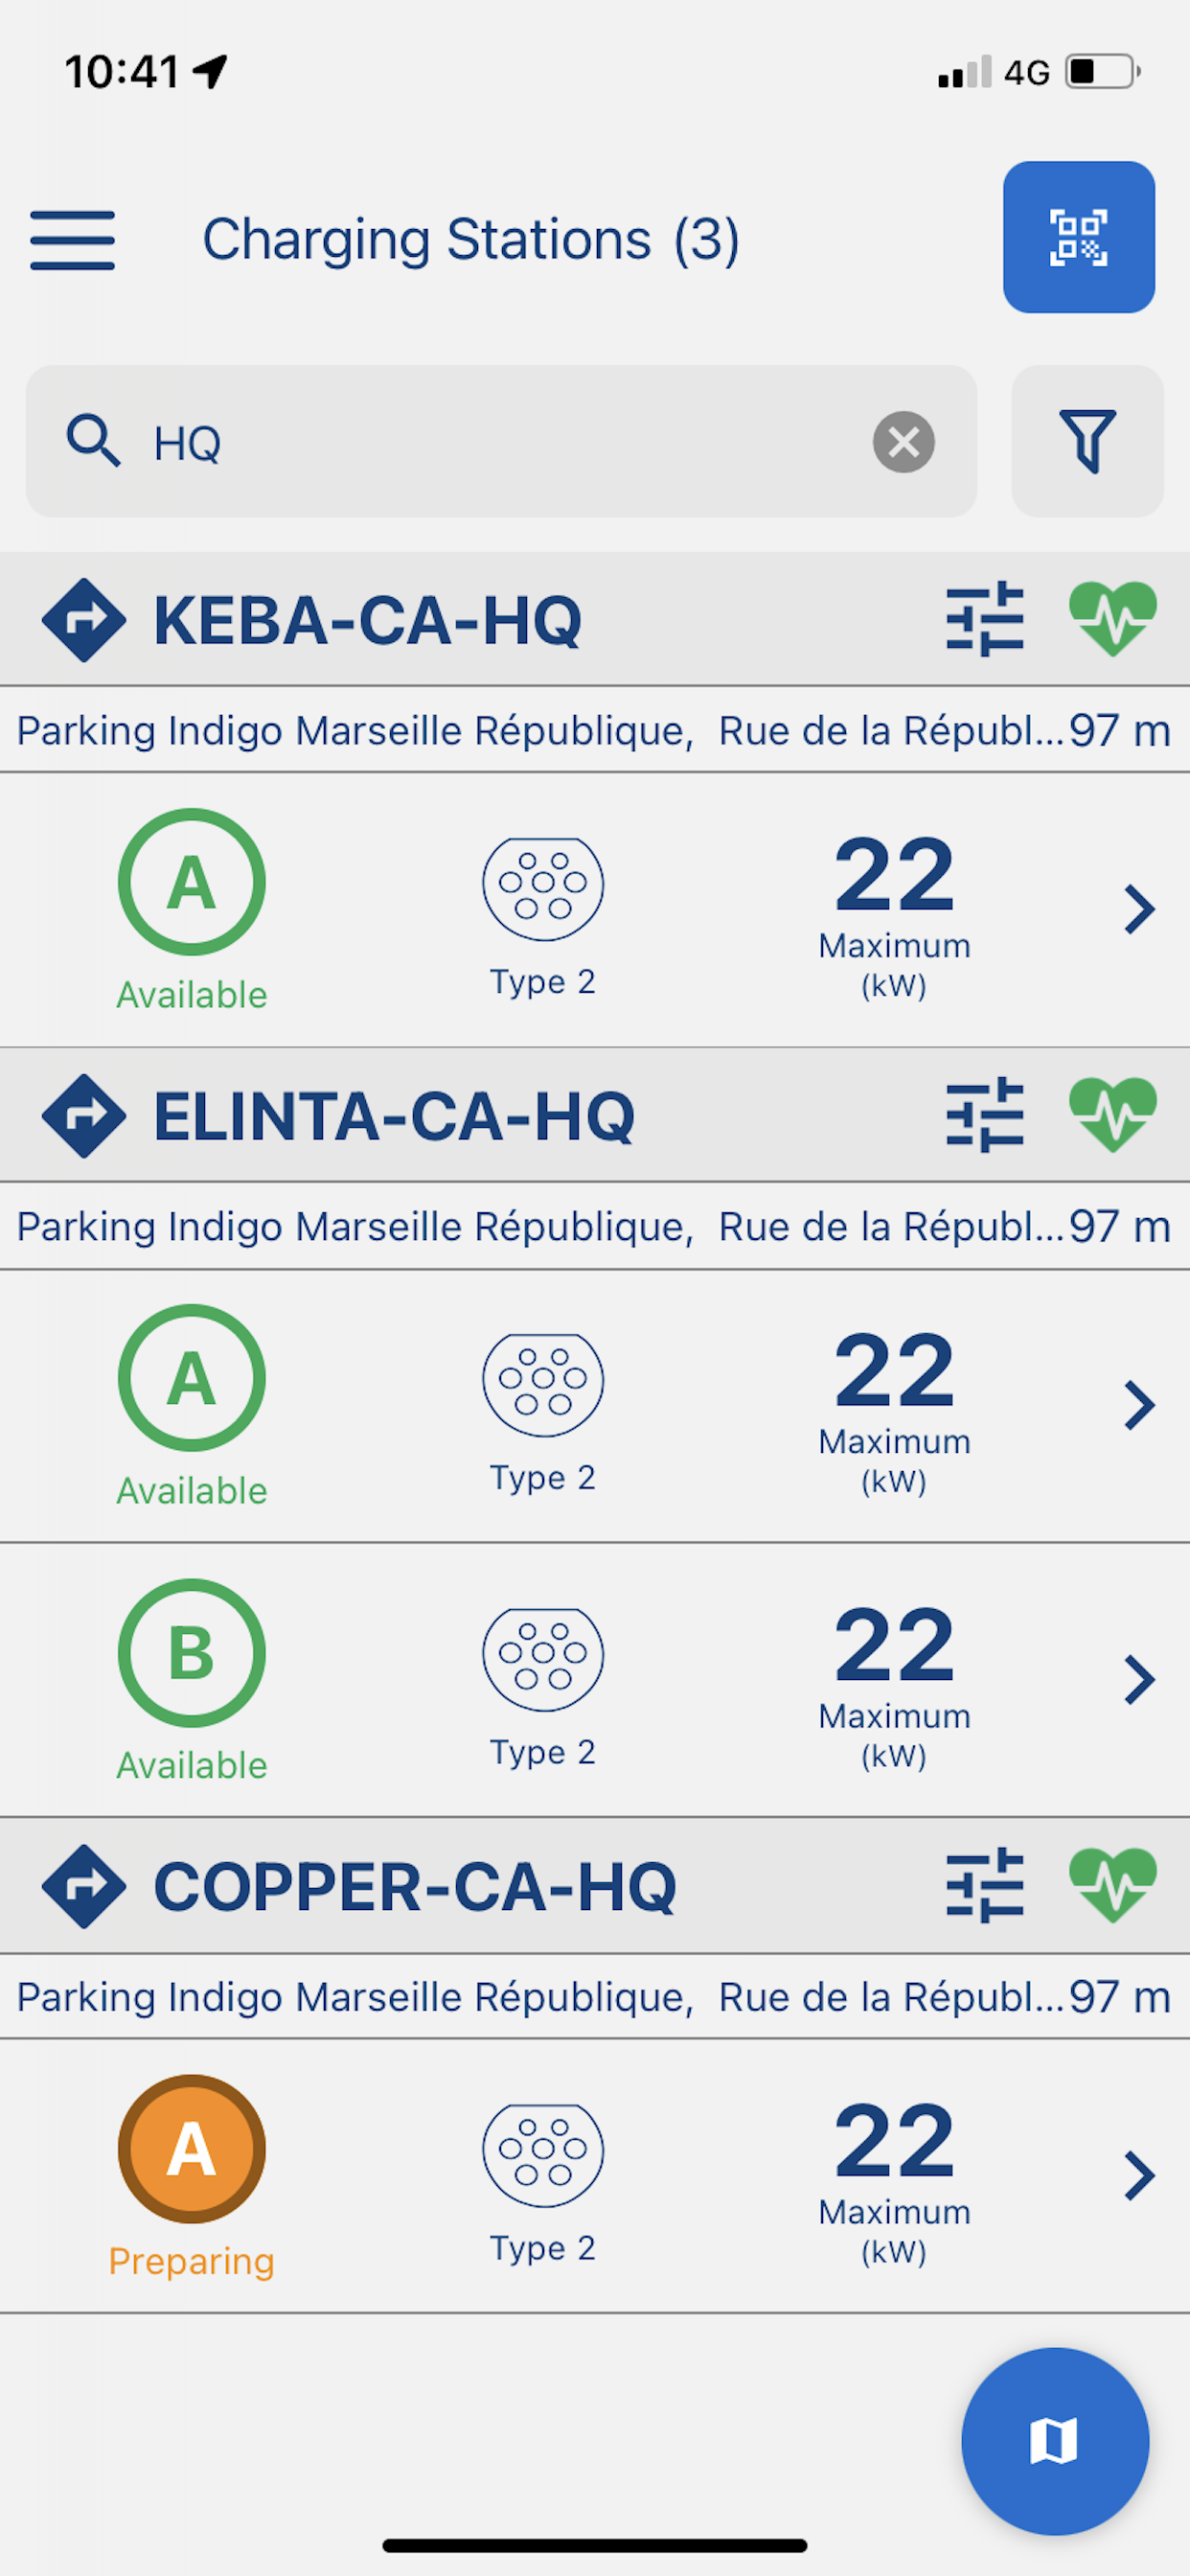 10:41 4G
Charging Stations (3)
HQ
KEBA-CA-HQ
Parking Indigo Marseille République, Rue de la Républ... 97 m
A 22
Maximum
Available Type 2 (kW)
ELINTA-CA-HQ
Parking Indigo Marseille République, Rue de la Républ... 97 m
A 22
Maximum
Available Type 2 (kW)
B 22
Maximum
Available Type 2 (kW)
COPPER-CA-HQ
Parking Indigo Marseille République, Rue de la Républ... 97 m
A 22
Maximum
Preparing Type 2 (kW)